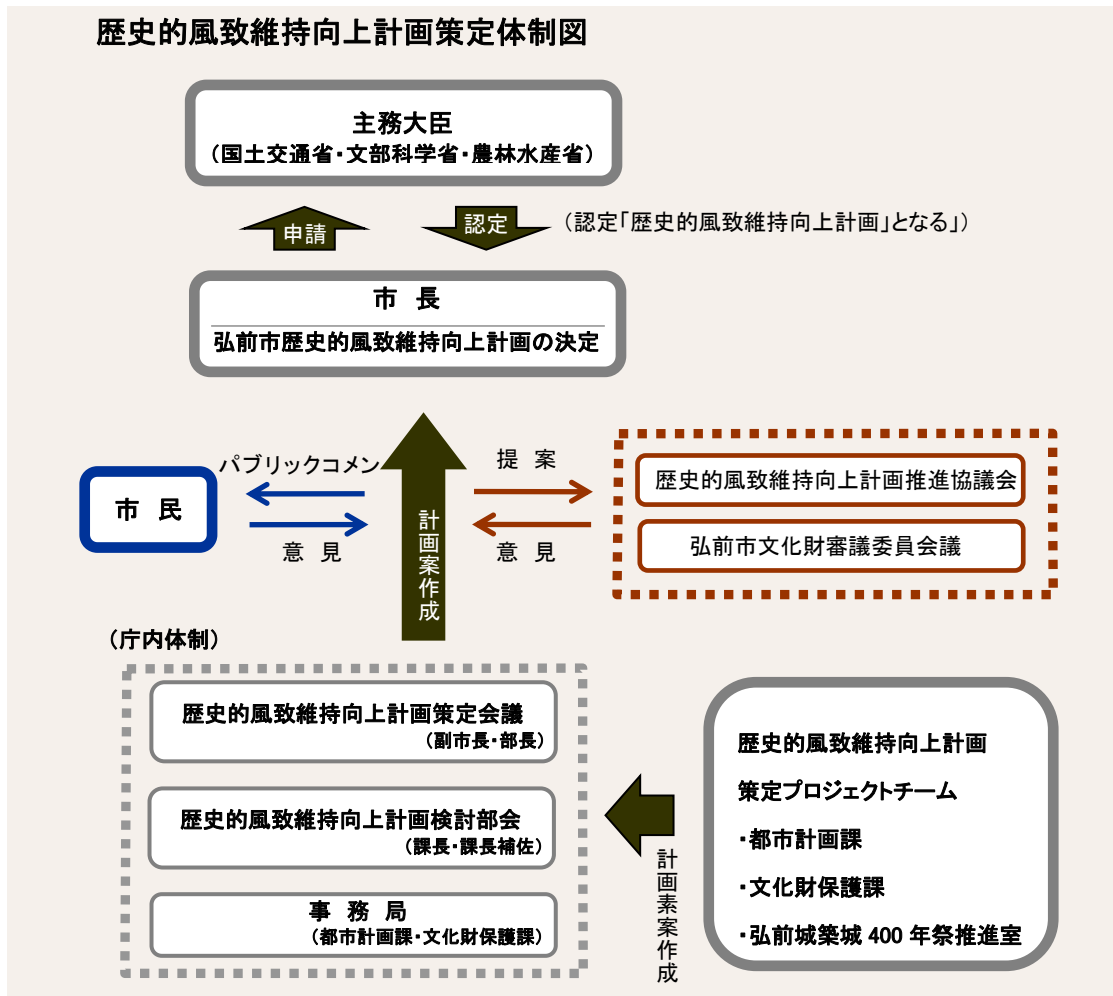 歴史的風致維持向上計画策定体制図
主務大臣
（国土交通省・文部科学省・農林水産省）
申請
認定
（認定「歴史的風致維持向上計画」となる」）
市 長
弘前市歴史的風致維持向上計画の決定
パブリックコメン
意 見
市 民
計画案作成
提 案
意 見
歴史的風致維持向上計画推進協議会
弘前市文化財審議委員会議
（庁内体制）
歴史的風致維持向上計画策定会議
（副市長・部長）
歴史的風致維持向上計画検討部会
（課長・課長補佐）
事 務 局
（都市計画課・文化財保護課）
計画素案作成
歴史的風致維持向上計画
策定プロジェクトチーム
・都市計画課
・文化財保護課
・弘前城築城 400 年祭推進室